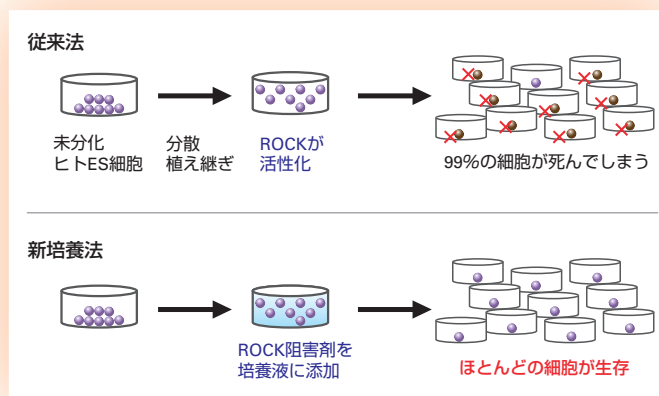 従来法
未分化
ヒトES細胞
分散
植え継ぎ
ROCKが
活性化
99%の細胞が死んでしまう
新培養法
ROCK阻害剤を
培養液に添加
ほとんどの細胞が生存